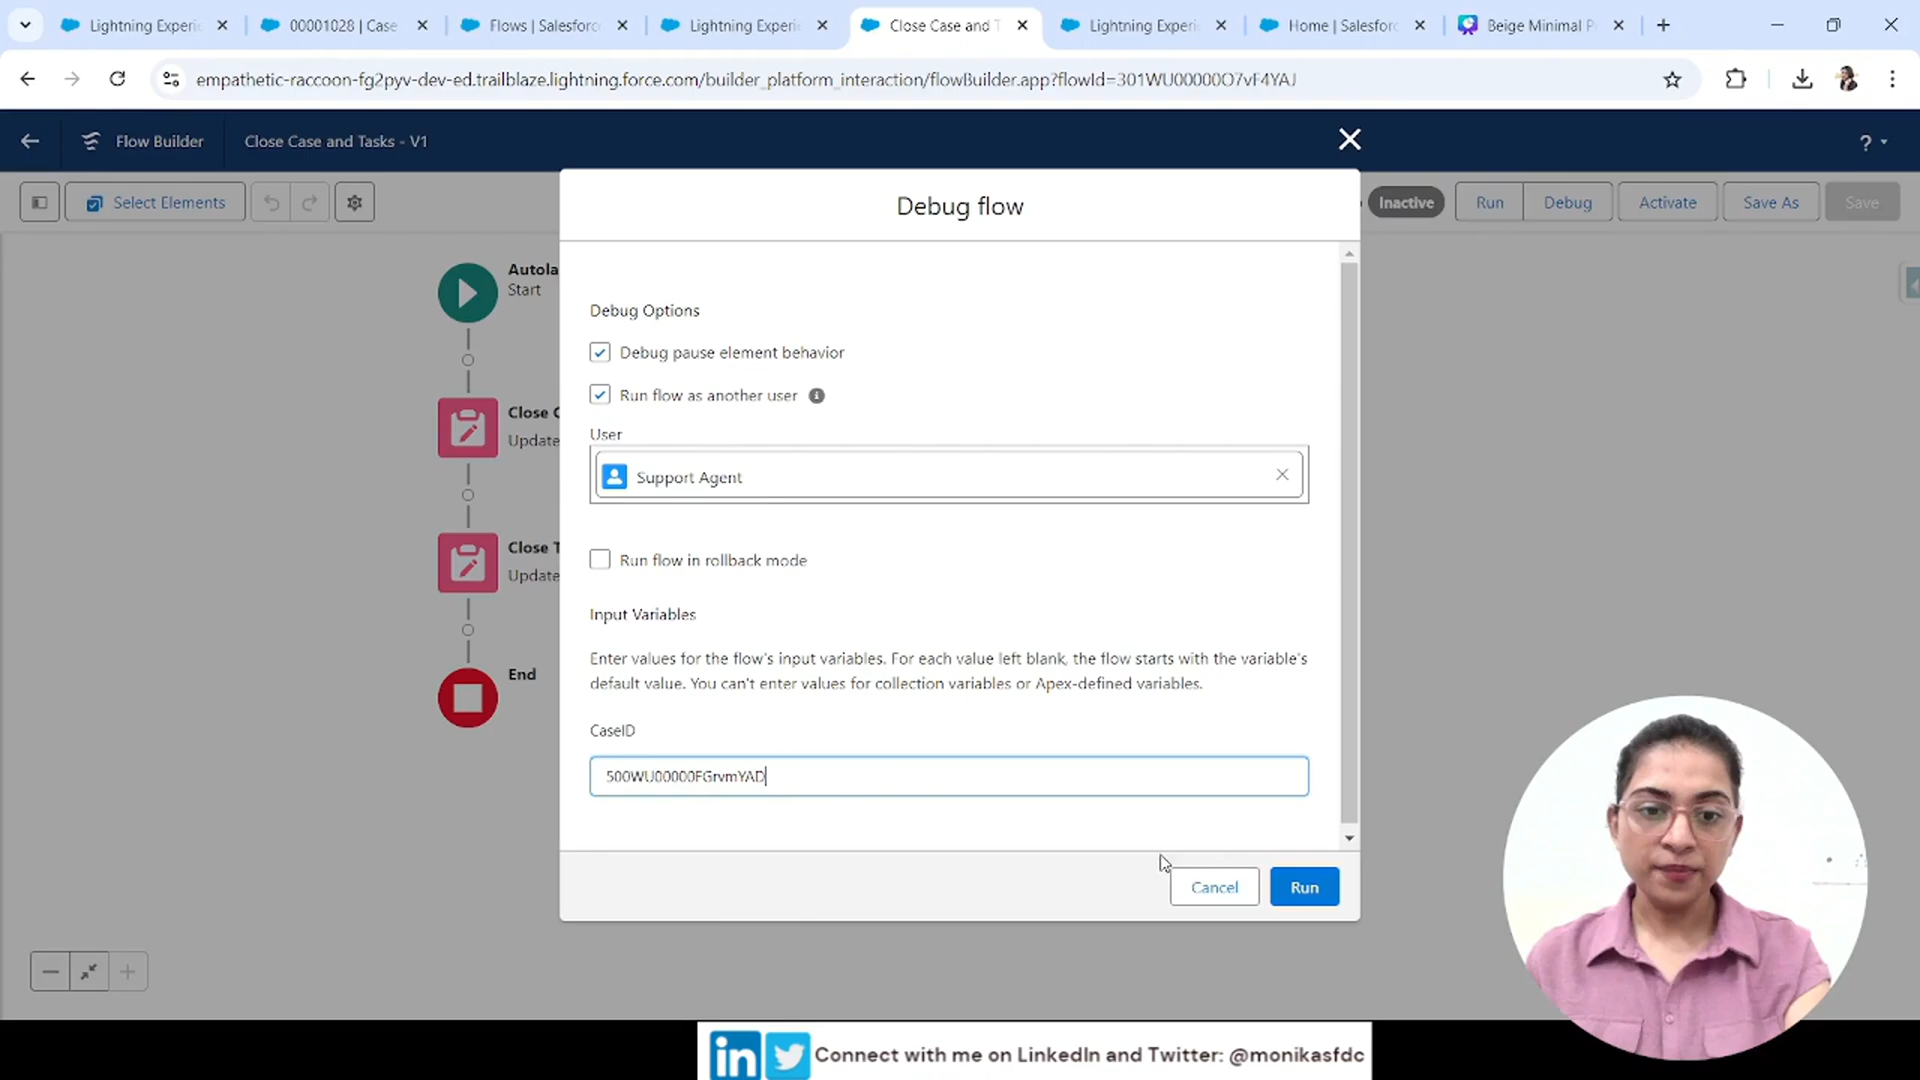 Lightning Experie
00001028 | Case
Flows | Salesforc
Lightning Experie
Close Case and T
Lightning Experie
Home | Salesforc
Beige Minimal P
empathetic-raccoon-fg2pyv-dev-ed.trailblaze.lightning.force.com/builder_platform_interaction/flowBuilder.app?flowId=301WU00000O7vF4YAJ
Flow Builder
Close Case and Tasks - V1
?
Select Elements
Inactive
Run
Debug
Activate
Save As
Save
Debug flow
Autola
Start
Close C
Update
Close T
Update
End
Debug Options
Debug pause element behavior
Run flow as another user
User
Support Agent
Run flow in rollback mode
Input Variables
Enter values for the flow's input variables. For each value left blank, the flow starts with the variable's
default value. You can't enter values for collection variables or Apex-defined variables.
CaseID
500WU00000FGrvmYAD
Cancel
Run
in Connect with me on LinkedIn and Twitter: @monikasfdc